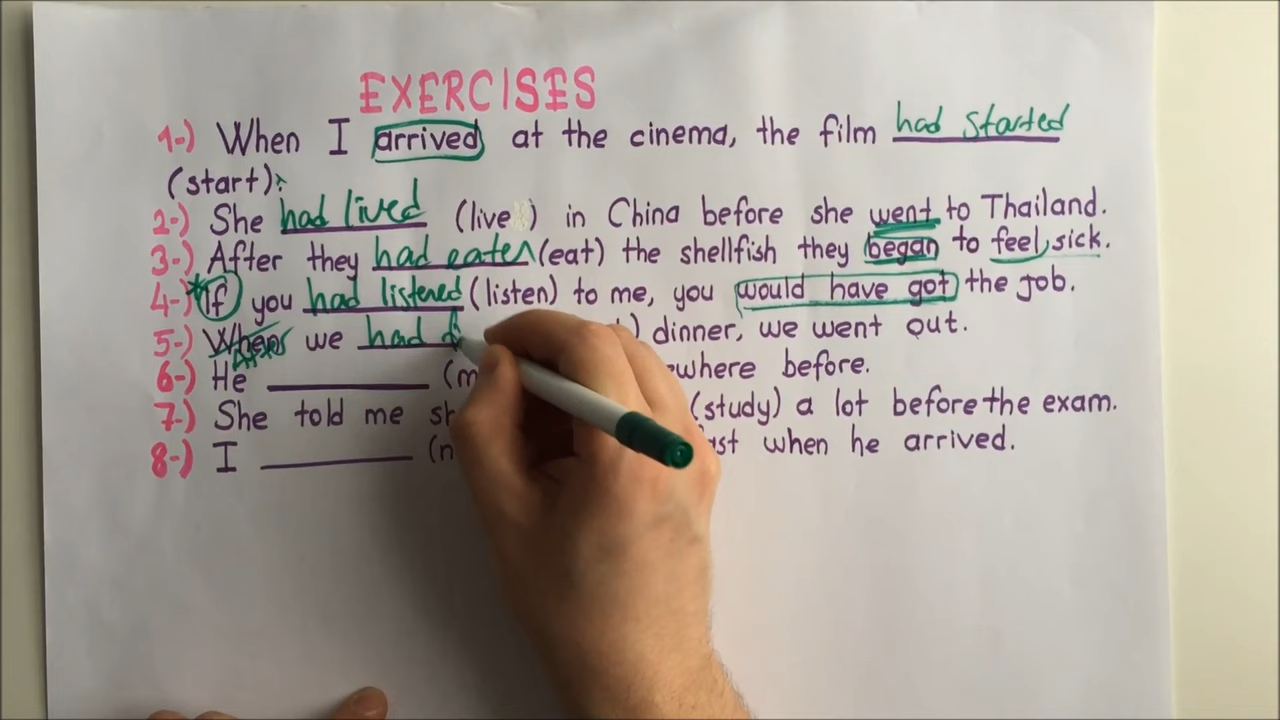 EXERCISES
1-) When I arrived at the cinema, the film had started
(start).
2-) She had lived (live ) in China before she went to Thailand.
3-) After they had eaten (eat) the shellfish they began to feel sick.
4-) *If you had listened (listen) to me, you would have got the job.
5-) When After we had ) dinner, we went out.
6-) He ________ ( where before.
7-) She told me (study) a lot before the exam.
8-) I ________ ( when he arrived.